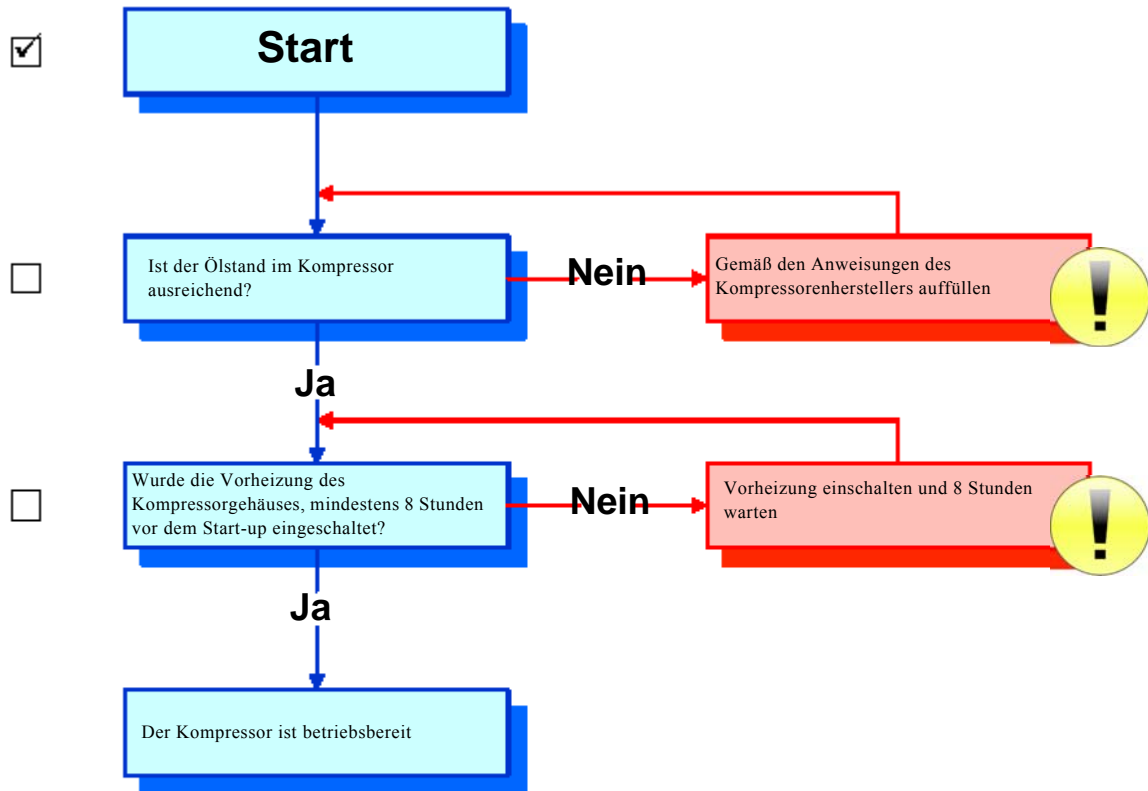 Start
Ist der Ölstand im Kompressor
ausreichend?
Nein
Gemäß den Anweisungen des
Kompressorenherstellers auffüllen
Ja
Wurde die Vorheizung des
Kompressorgehäuses, mindestens 8 Stunden
vor dem Start-up eingeschaltet?
Nein
Vorheizung einschalten und 8 Stunden
warten
Ja
Der Kompressor ist betriebsbereit